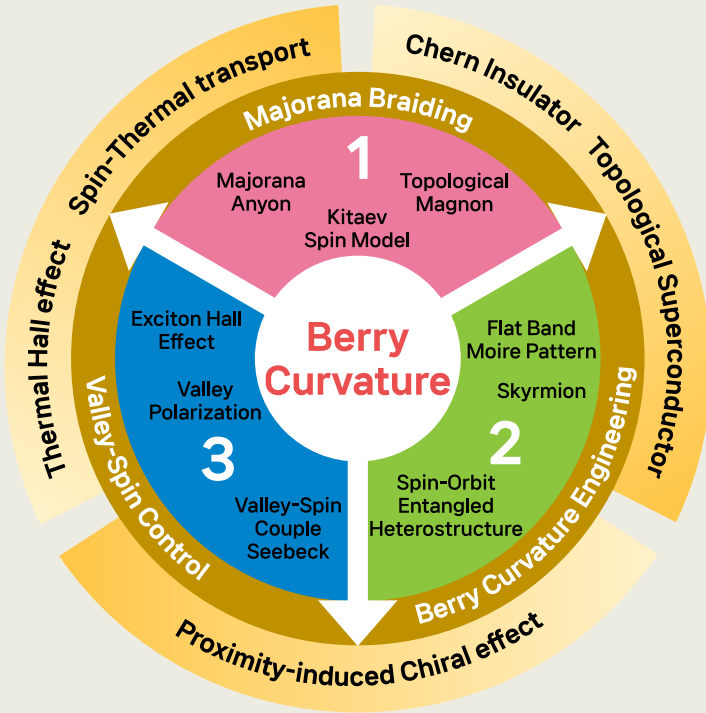 Spin-Thermal transport
Chern Insulator
Majorana Braiding
1
Majorana
Anyon
Kitaev
Spin Model
Topological
Magnon
Thermal Hall effect
Topological Superconductor
Berry
Curvature
Exciton Hall
Effect
Valley
Polarization
3
Valley-Spin
Couple
Seebeck
Flat Band
Moire Pattern
Skyrmion
2
Spin-Orbit
Entangled
Heterostructure
Valley-Spin Control
Berry Curvature Engineering
Proximity-induced Chiral effect